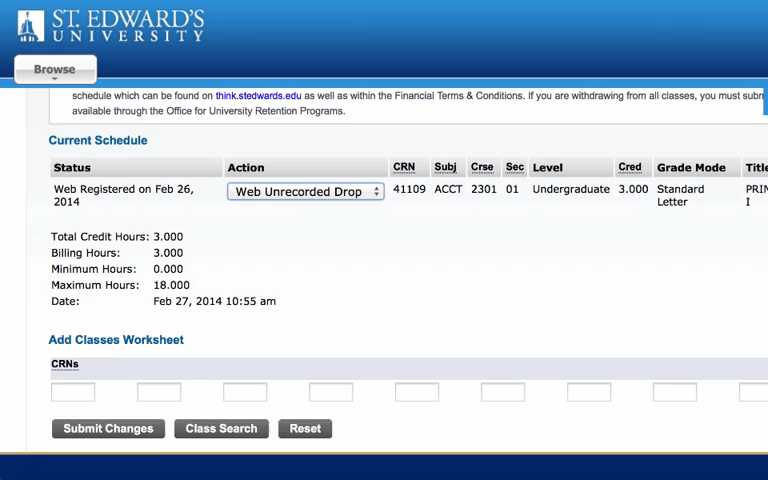 ST. EDWARD'S
UNIVERSITY
Browse
schedule which can be found on think.stedwards.edu as well as within the Financial Terms & Conditions. If you are withdrawing from all classes, you must subm
available through the Office for University Retention Programs.
Current Schedule
Status Action CRN Subj Crse Sec Level Cred Grade Mode Title
Web Registered on Feb 26, 2014 Web Unrecorded Drop 41109 ACCT 2301 01 Undergraduate 3.000 Standard Letter PRIN I
Total Credit Hours: 3.000
Billing Hours: 3.000
Minimum Hours: 0.000
Maximum Hours: 18.000
Date: Feb 27, 2014 10:55 am
Add Classes Worksheet
CRNs
Submit Changes Class Search Reset